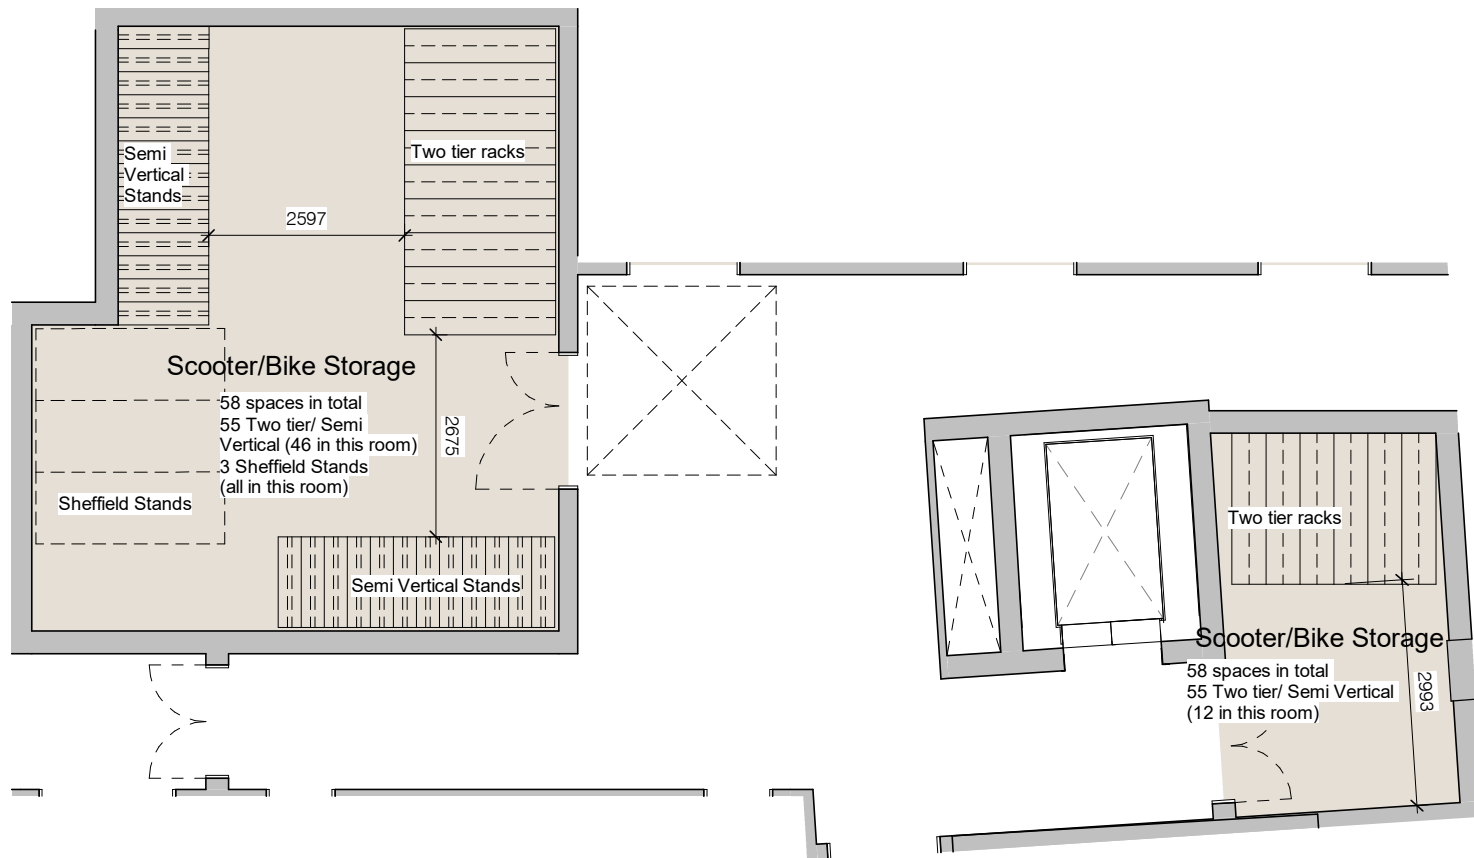 Semi
Vertical
Stands
Two tier racks
2597
Scooter/Bike Storage
58 spaces in total
55 Two tier/ Semi
Vertical (46 in this room)
3 Sheffield Stands
(all in this room)
2675
Sheffield Stands
Semi Vertical Stands
Two tier racks
Scooter/Bike Storage
58 spaces in total
55 Two tier/ Semi Vertical
(12 in this room)
2993